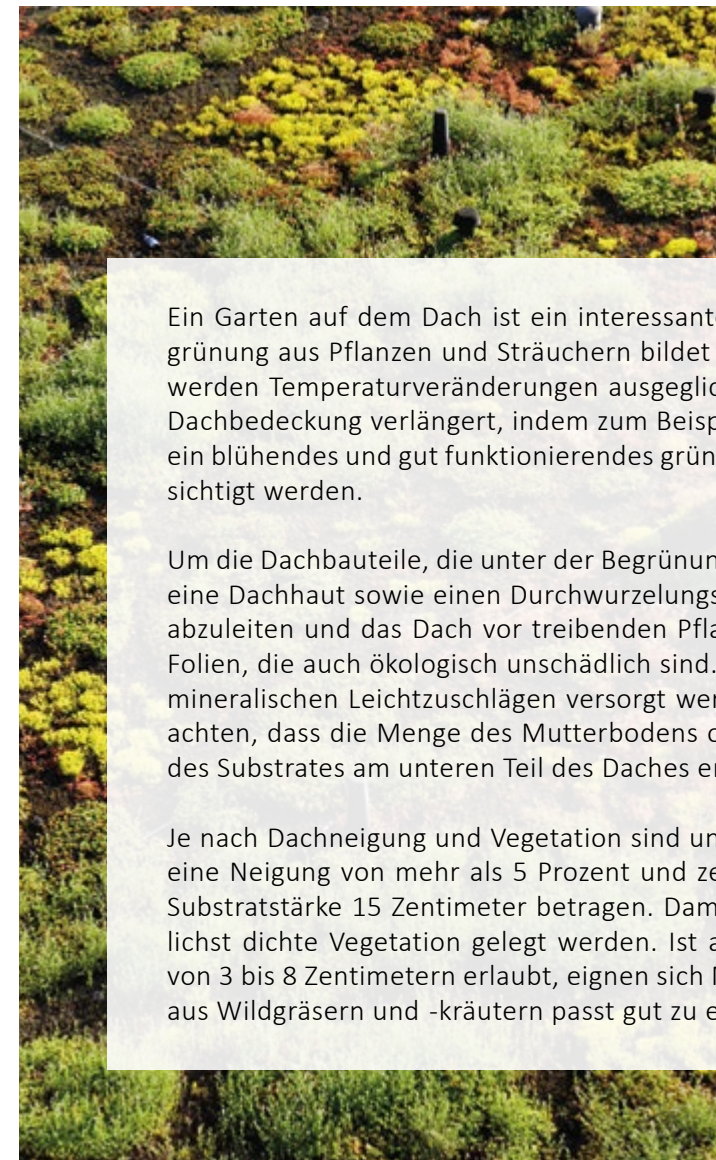 Ein Garten auf dem Dach ist ein interessante
grünung aus Pflanzen und Sträuchern bildet
werden Temperaturveränderungen ausgeglic
Dachbedeckung verlängert, indem zum Beisp
ein blühendes und gut funktionierendes grün
sichtigt werden.
Um die Dachbauteile, die unter der Begrünun
eine Dachhaut sowie einen Durchwurzelungs
abzuleiten und das Dach vor treibenden Pfla
Folien, die auch ökologisch unschädlich sind.
mineralischen Leichtzuschlägen versorgt wer
achten, dass die Menge des Mutterbodens
des Substrates am unteren Teil des Daches
Je nach Dachneigung und Vegetation sind
eine Neigung von mehr als 5 Prozent und
Substratstärke 15 Zentimeter betragen. Dam
lichst dichte Vegetation gelegt werden. Ist
von 3 bis 8 Zentimetern erlaubt, eignen sich
aus Wildgräsern und -kräutern passt gut zu